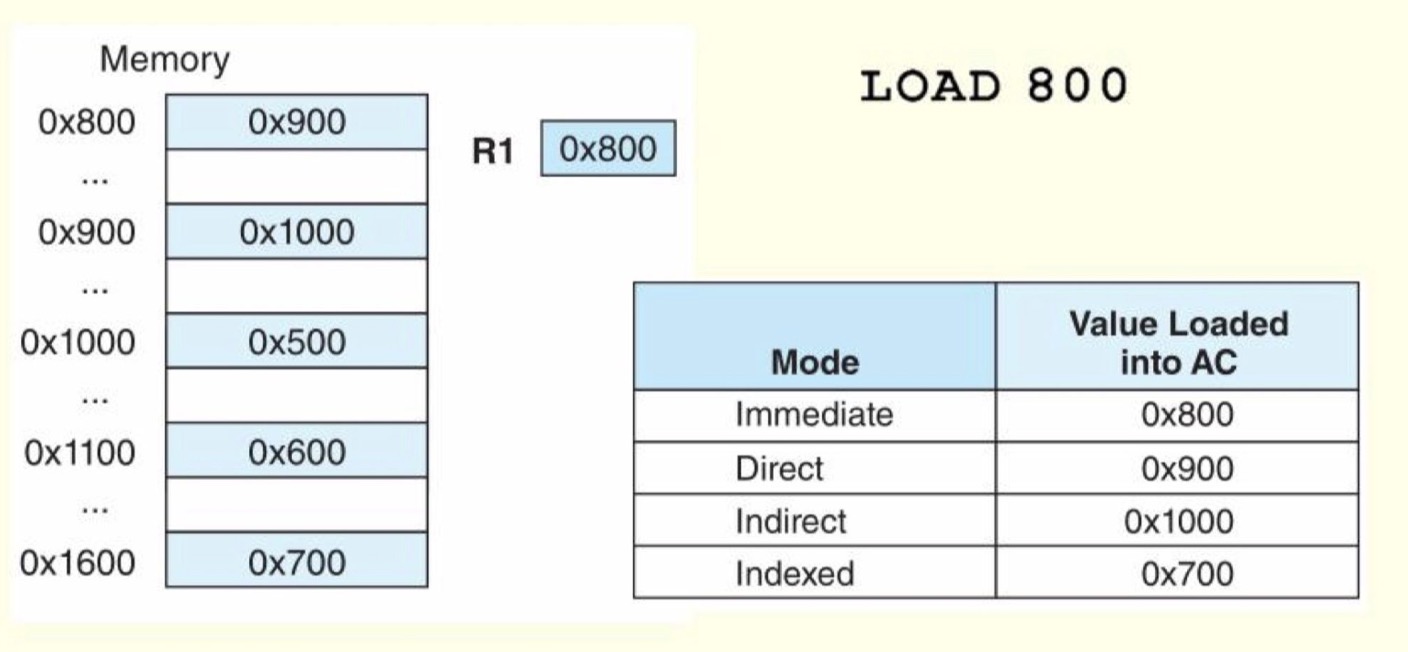 Memory
LOAD 800
0x800 0x900
R1 0x800
...
0x900 0x1000
...
0x1000 0x500
...
0x1100 0x600
...
0x1600 0x700
Mode Value Loaded
into AC
Immediate 0x800
Direct 0x900
Indirect 0x1000
Indexed 0x700